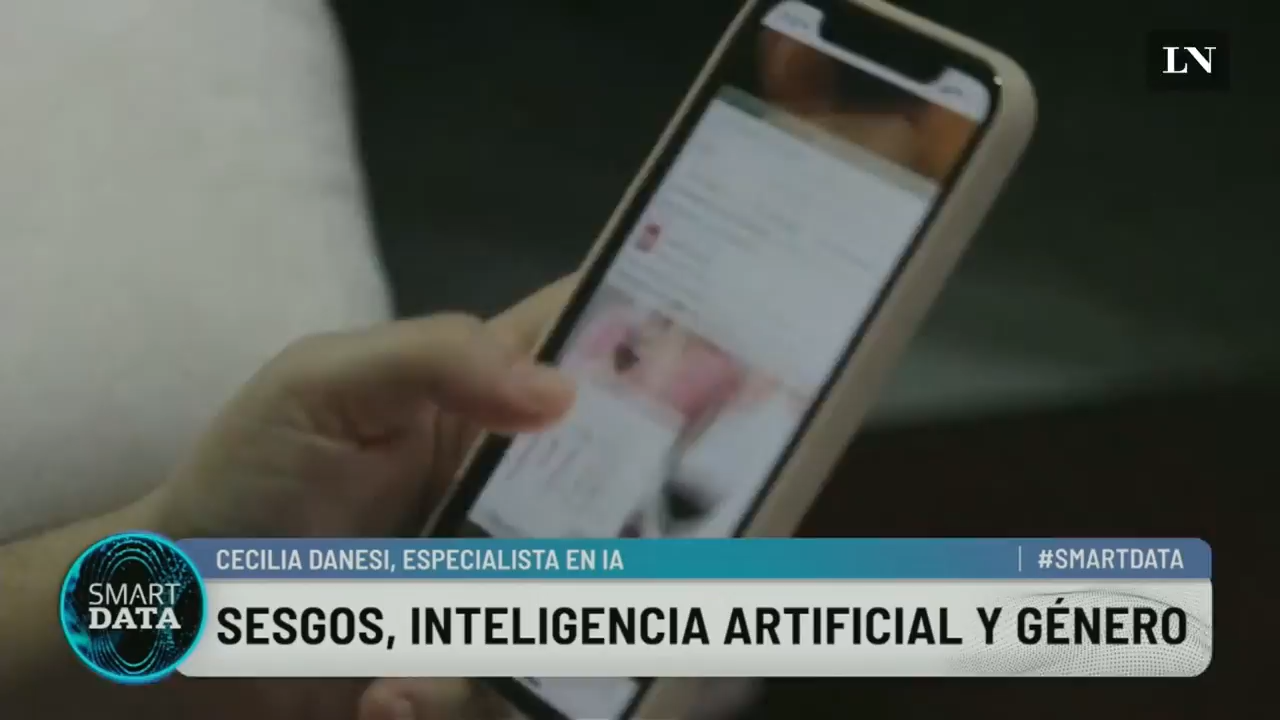 LN
CECILIA DANESI, ESPECIALISTA EN IA
#SMARTDATA
SMART
DATA
SESGOS, INTELIGENCIA ARTIFICIAL Y GÉNERO